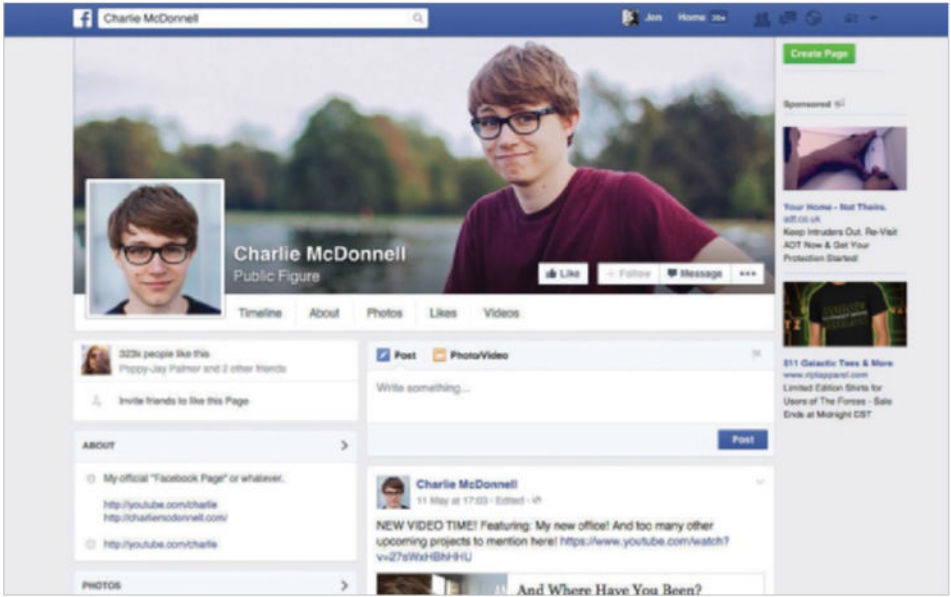 Charlie McDonnell
Jon Home 20+
Create Page
Charlie McDonnell
Public Figure
Like
Follow
Message
Timeline About Photos Likes Videos
323k people like this
Poppy-Jay Palmer and 2 other friends
Invite friends to like this Page
ABOUT
My official "Facebook Page" or whatever.
http://youtube.com/charlie
http://charliemcdonnell.com/
http://youtube.com/charlie
PHOTOS
Post Photo/Video
Write something...
Post
Charlie McDonnell
11 May at 17:03 · Edited ·
NEW VIDEO TIME! Featuring: My new office! And too many other
upcoming projects to mention here! https://www.youtube.com/watch?
And Where Have You Been?
Sponsored
Your Home - Not Theirs.
adt.co.uk
Keep Intruders Out. Re-Visit
ADT Now & Get Your
Protection Started!
$11 Galactic Tees & More
www.riptapparel.com
Limited Edition Shirts for
Users of The Forces - Sale
Ends at Midnight CST